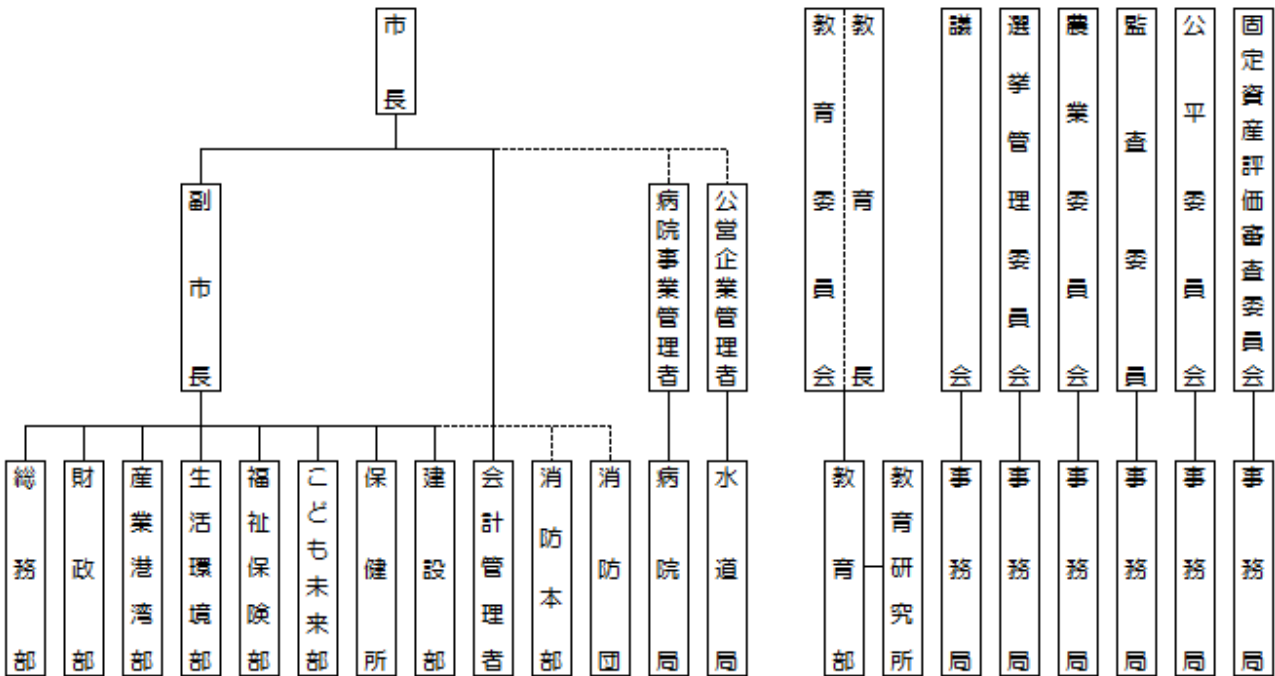 市長
副市長
病院事業管理者
公営企業管理者
教育委員会
教育長
議会
選挙管理委員会
農業委員会
監査委員
公平委員会
固定資産評価審査委員会
総務部
財政部
産業港湾部
生活環境部
福祉保険部
こども未来部
保健所
建設部
会計管理者
消防本部
消防団
病院局
水道局
教育部
教育研究所
事務局
事務局
事務局
事務局
事務局
事務局